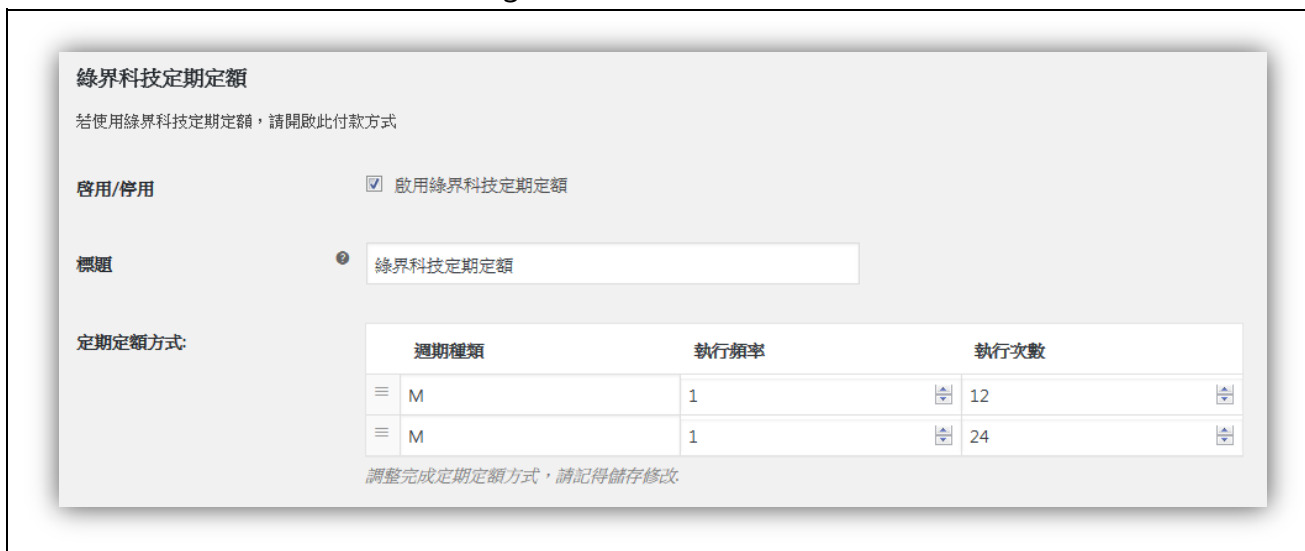 綠界科技定期定額
若使用綠界科技定期定額，請開啟此付款方式
啓用/停用 啟用綠界科技定期定額
標題 綠界科技定期定額
定期定額方式:
週期種類 執行頻率 執行次數
M 1 12
M 1 24
調整完成定期定額方式，請記得儲存修改.